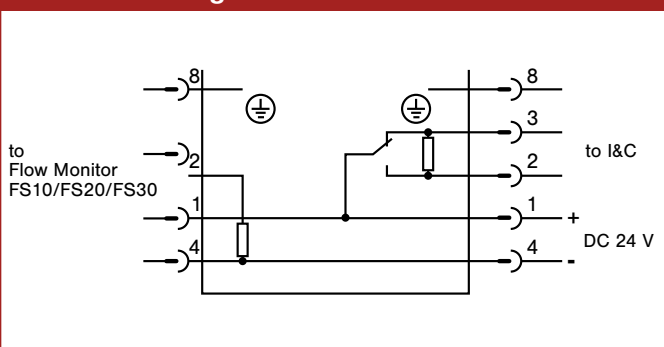 8
8
3
to
Flow Monitor
FS10/FS20/FS30
2
2
to I&C
1
1
+
DC 24 V
4
4
-